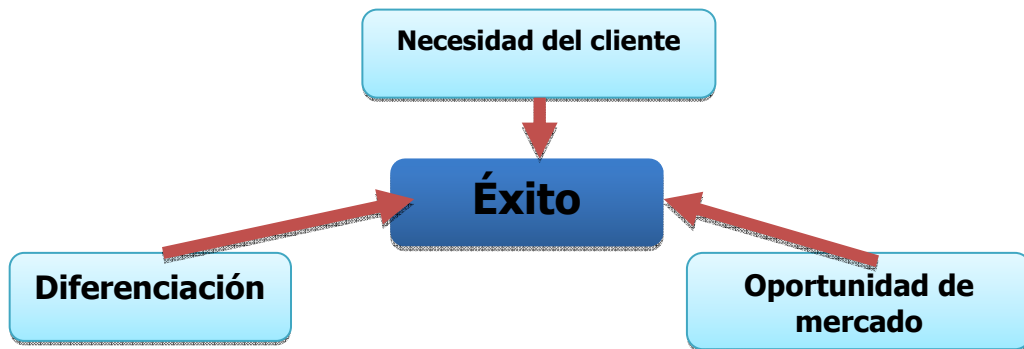 Necesidad del cliente
Éxito
Diferenciación
Oportunidad de
mercado